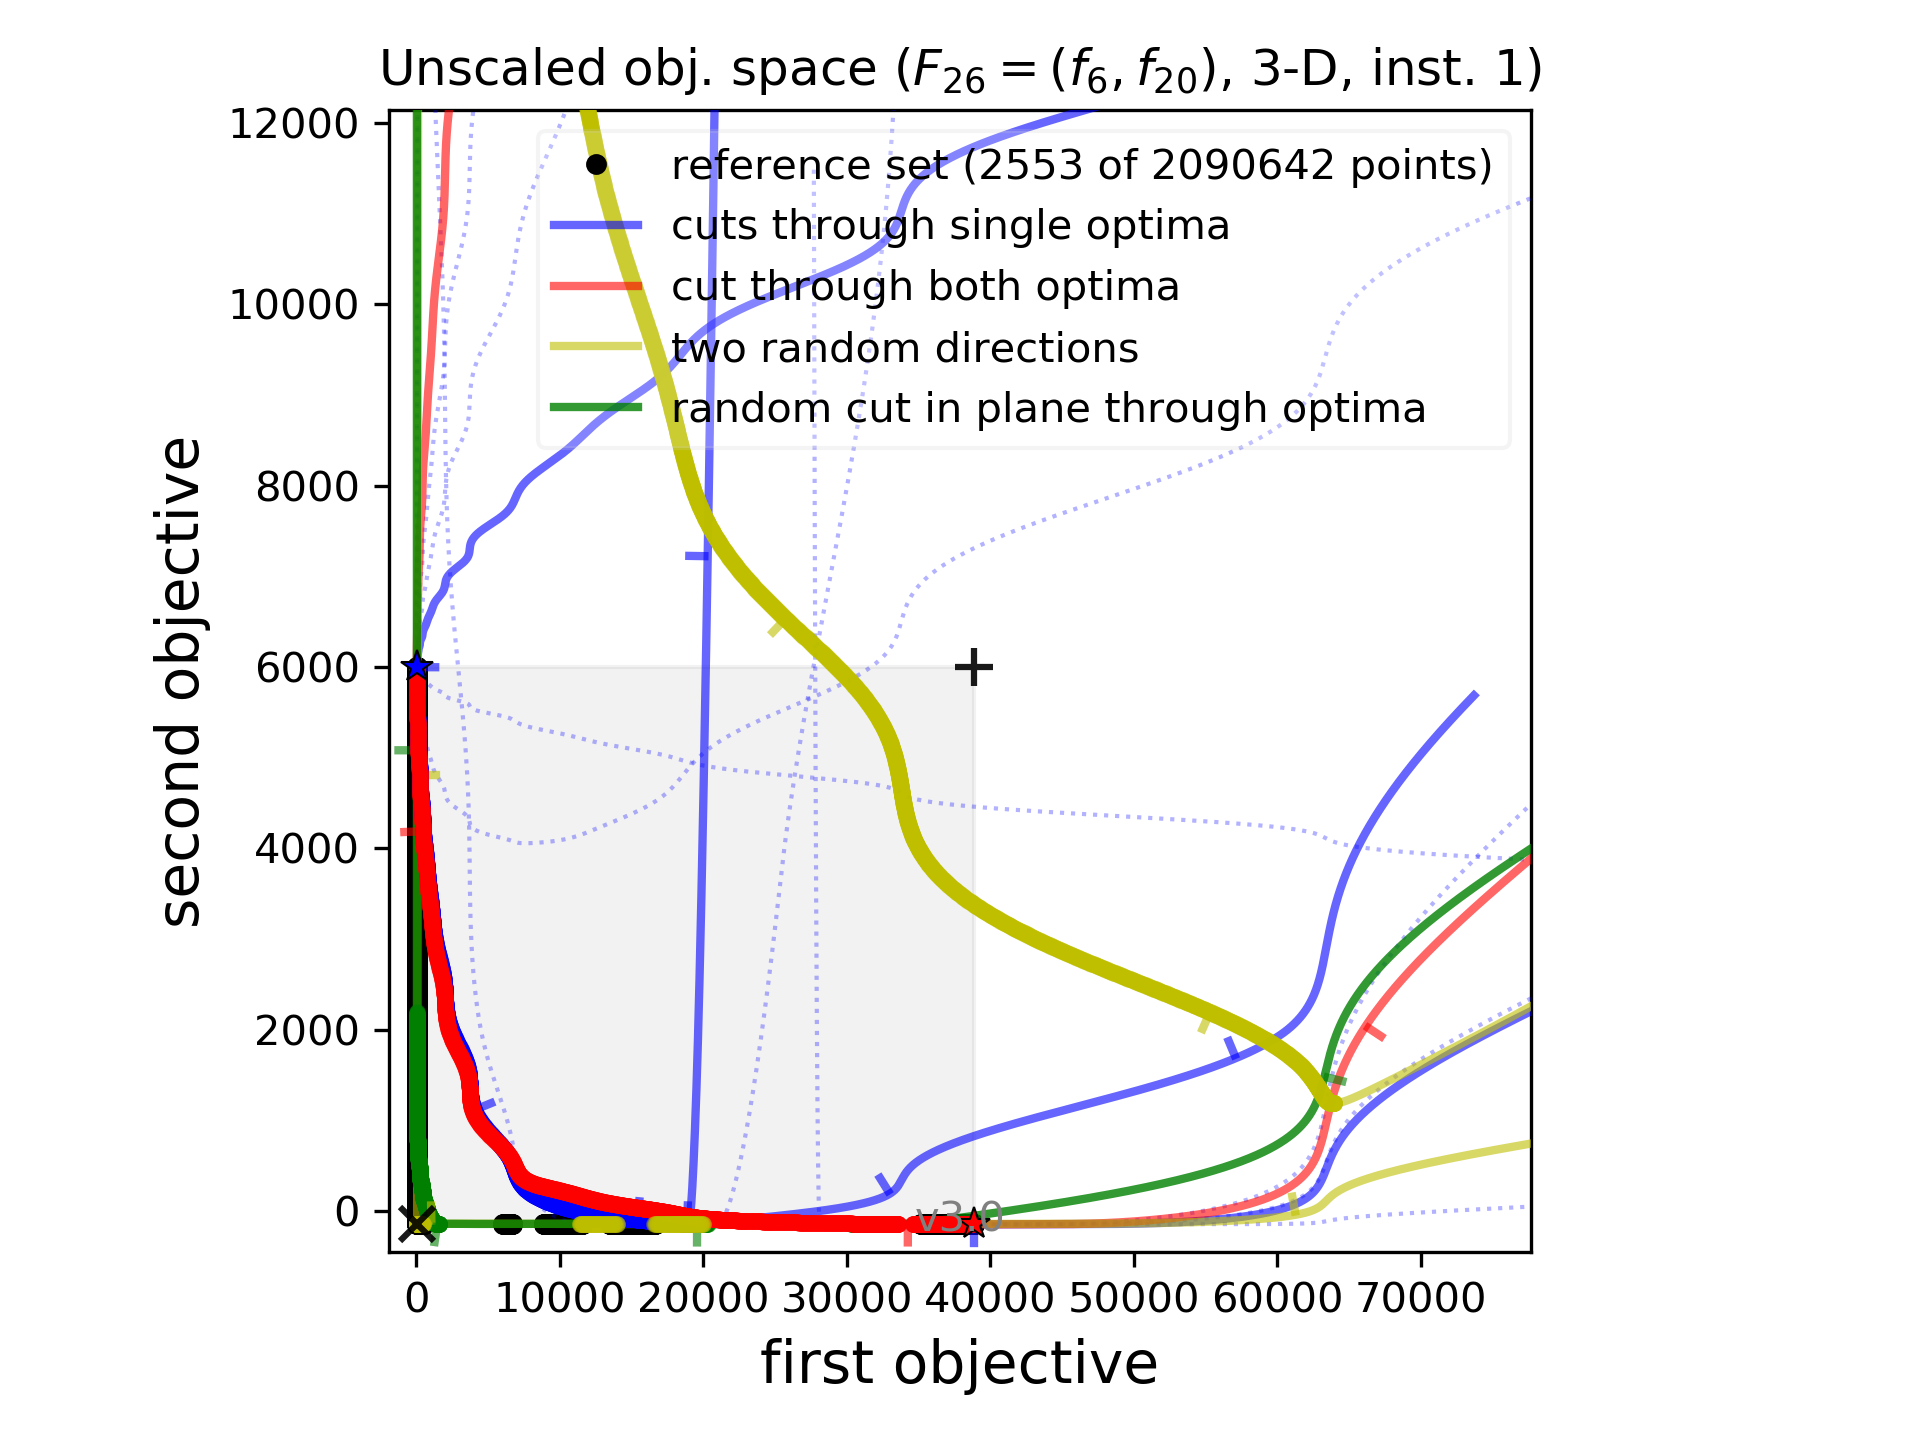 Unscaled obj. space (F26 = (f6, f20), 3-D, inst. 1)
12000
10000
8000
6000
4000
2000
0
second objective
reference set (2553 of 2090642 points)
cuts through single optima
cut through both optima
two random directions
random cut in plane through optima
v3.0
0 10000 20000 30000 40000 50000 60000 70000
first objective